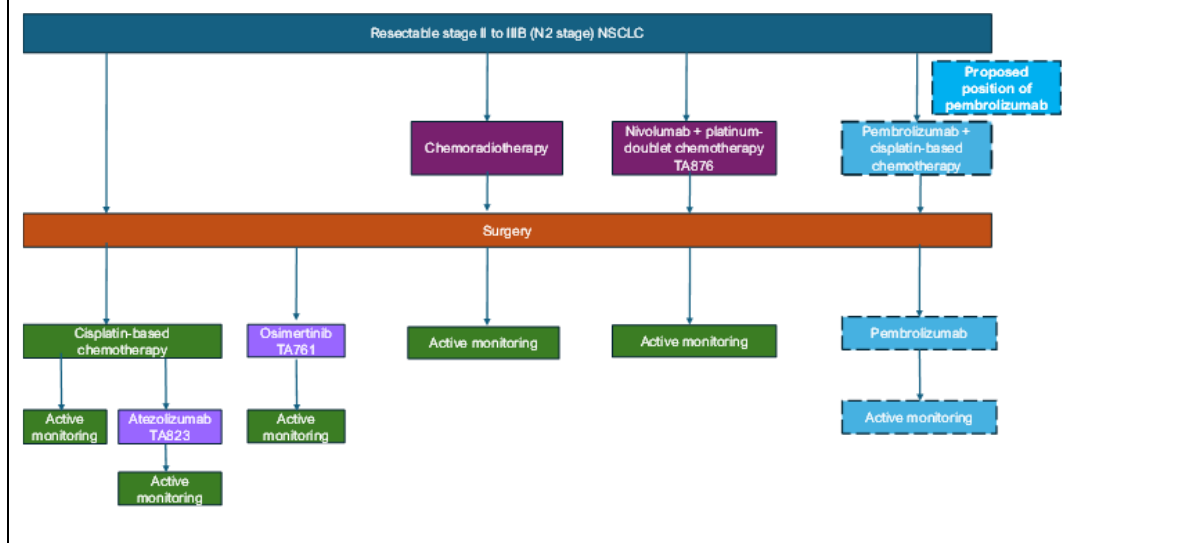 Resectable stage II to IIIB (N2 stage) NSCLC
Proposed
position of
pembrolizumab
Chemoradiotherapy
Nivolumab + platinum-
doublet chemotherapy
TA876
Pembrolizumab +
cisplatin-based
chemotherapy
Surgery
Cisplatin-based
chemotherapy
Osimertinib
TA761
Active monitoring
Active monitoring
Pembrolizumab
Active
monitoring
Atezolizumab
TA823
Active
monitoring
Active monitoring
Active
monitoring